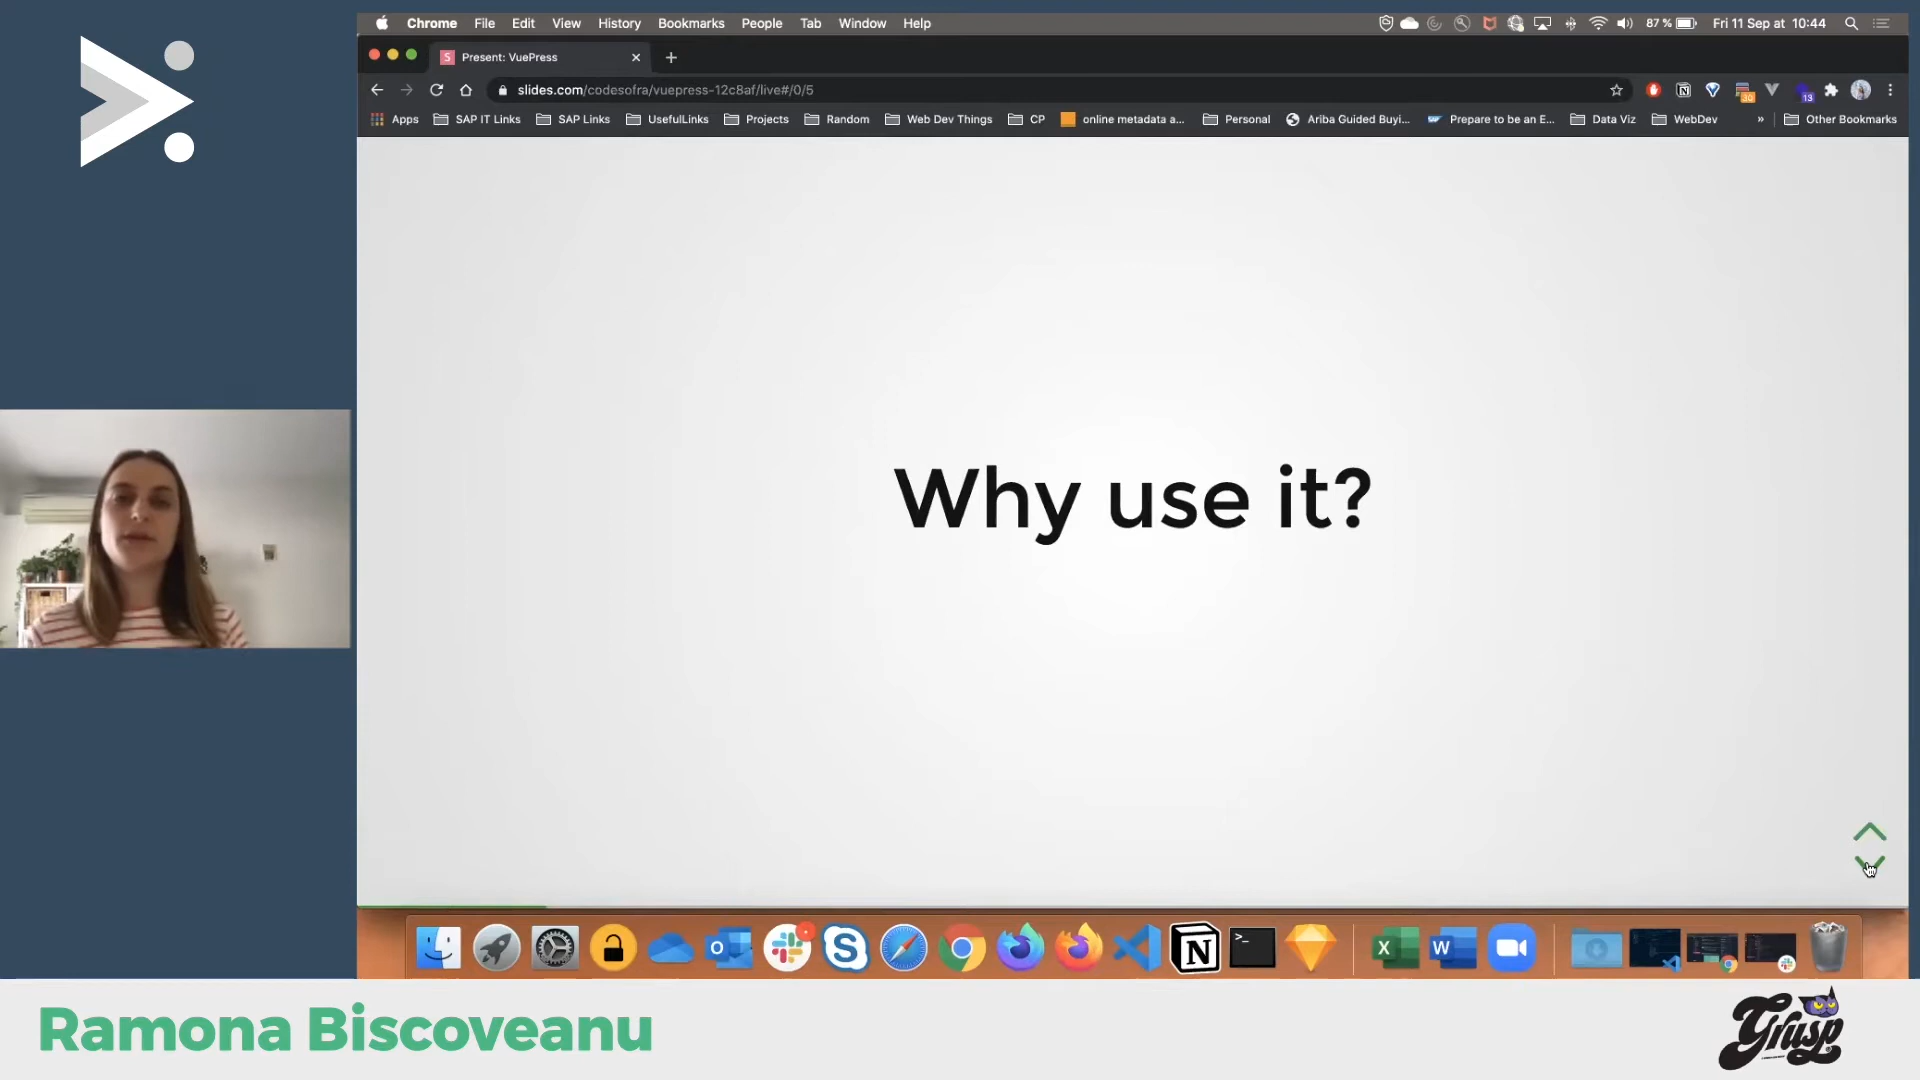 Chrome File Edit View History Bookmarks People Tab Window Help 87 % Fri 11 Sep at 10:44
S Present: VuePress
slides.com/codesofra/vuepress-12c8af/live#/0/5 30 13
Apps SAP IT Links SAP Links UsefulLinks Projects Random Web Dev Things CP online metadata a... Personal Ariba Guided Buyi... Prepare to be an E... Data Viz WebDev » Other Bookmarks
Why use it?
Ramona Biscoveanu
Grusp